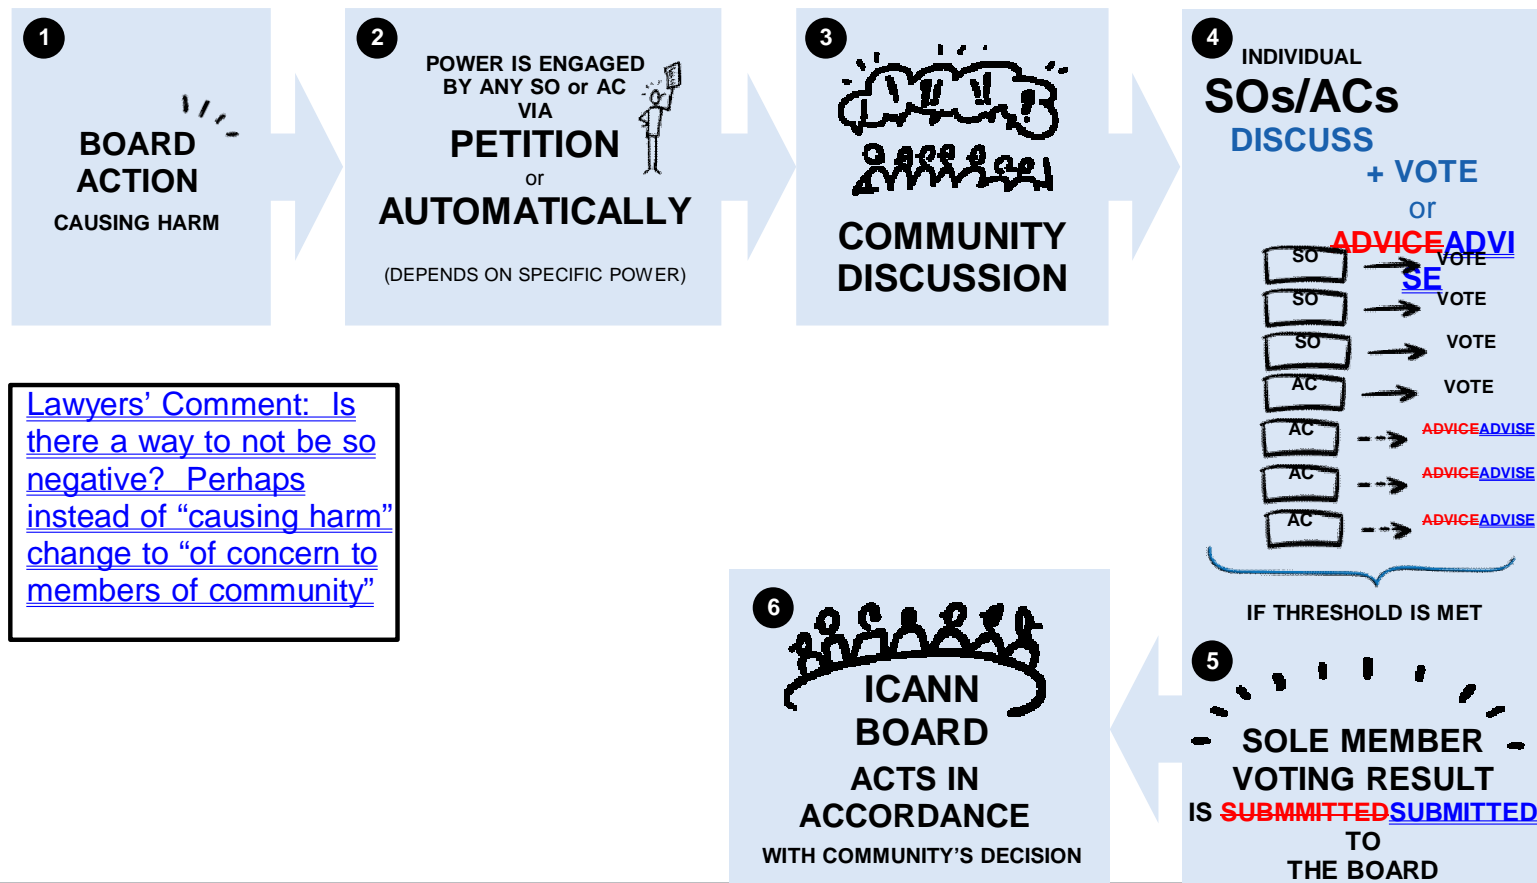 1
BOARD
ACTION
CAUSING HARM
2
POWER IS ENGAGED
BY ANY SO or AC
VIA
PETITION
or
AUTOMATICALLY
(DEPENDS ON SPECIFIC POWER)
3
COMMUNITY
DISCUSSION
4
INDIVIDUAL
SOs/ACs
DISCUSS
+ VOTE
or
ADVICEADVI
SE
SO VOTE
SO VOTE
SO VOTE
AC VOTE
AC ADVICEADVISE
AC ADVICEADVISE
AC ADVICEADVISE
IF THRESHOLD IS MET
Lawyers’ Comment: Is
there a way to not be so
negative? Perhaps
instead of “causing harm”
change to “of concern to
members of community”
5
SOLE MEMBER
VOTING RESULT
IS SUBMMITTEDSUBMITTED
TO
THE BOARD
6
ICANN
BOARD
ACTS IN
ACCORDANCE
WITH COMMUNITY’S DECISION